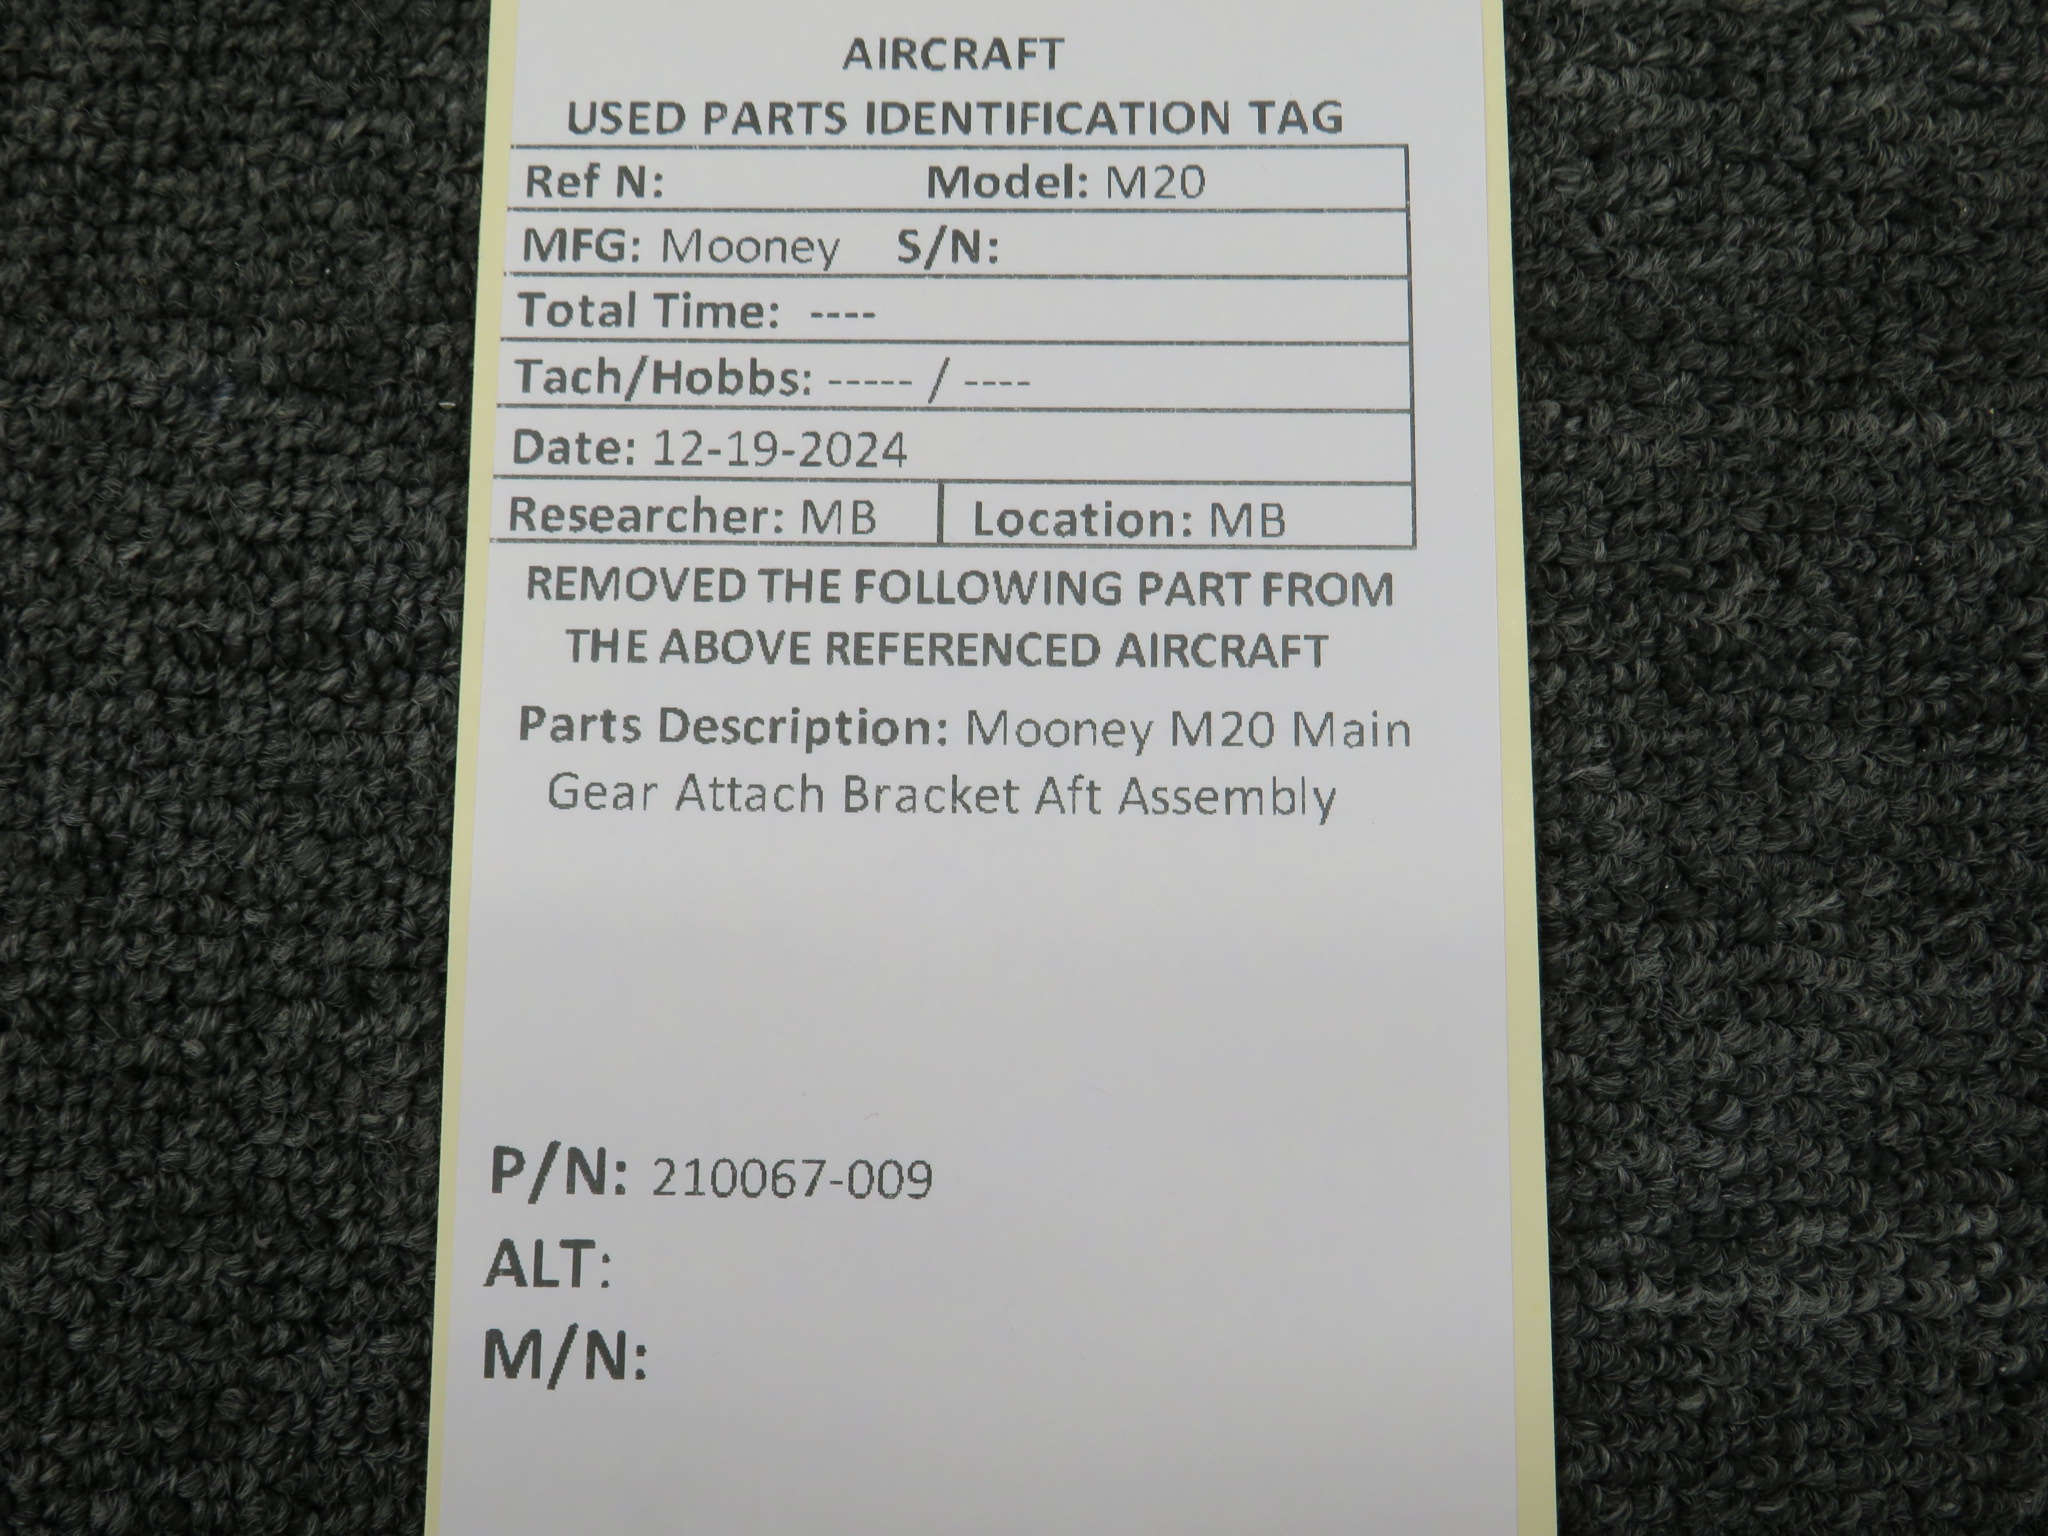 AIRCRAFT
USED PARTS IDENTIFICATION TAG
Ref N: Model: M20
MFG: Mooney S/N:
Total Time: ----
Tach/Hobbs: ----- / ----
Date: 12-19-2024
Researcher: MB Location: MB
REMOVED THE FOLLOWING PART FROM
THE ABOVE REFERENCED AIRCRAFT
Parts Description: Mooney M20 Main
Gear Attach Bracket Aft Assembly
P/N: 210067-009
ALT:
M/N: